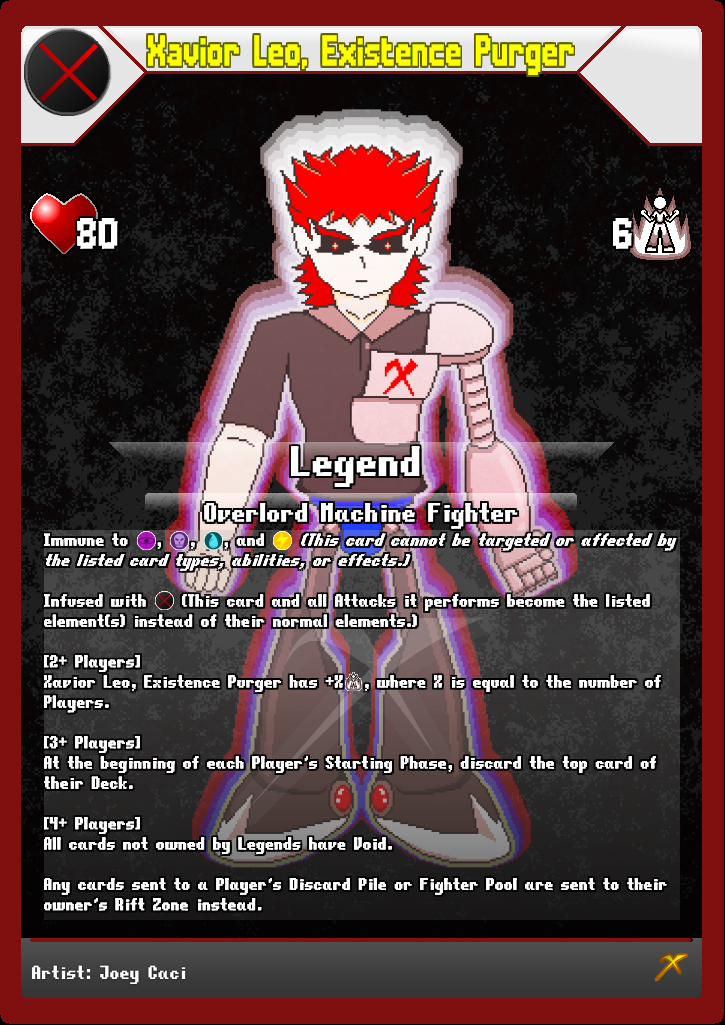 Xavior Leo, Existence Purger
80
6
Legend
Overlord Machine Fighter
Immune to , , , and (This card cannot be targeted or affected by
the listed card types, abilities, or effects.)
Infused with (This card and all Attacks it performs become the listed
element(s) instead of their normal elements.)
[2+ Players]
Xavior Leo, Existence Purger has +X, where X is equal to the number of
Players.
[3+ Players]
At the beginning of each Player's Starting Phase, discard the top card of
their Deck.
[4+ Players]
All cards not owned by Legends have Void.
Any cards sent to a Player's Discard Pile or Fighter Pool are sent to their
owner's Rift Zone instead.
Artist: Joey Caci